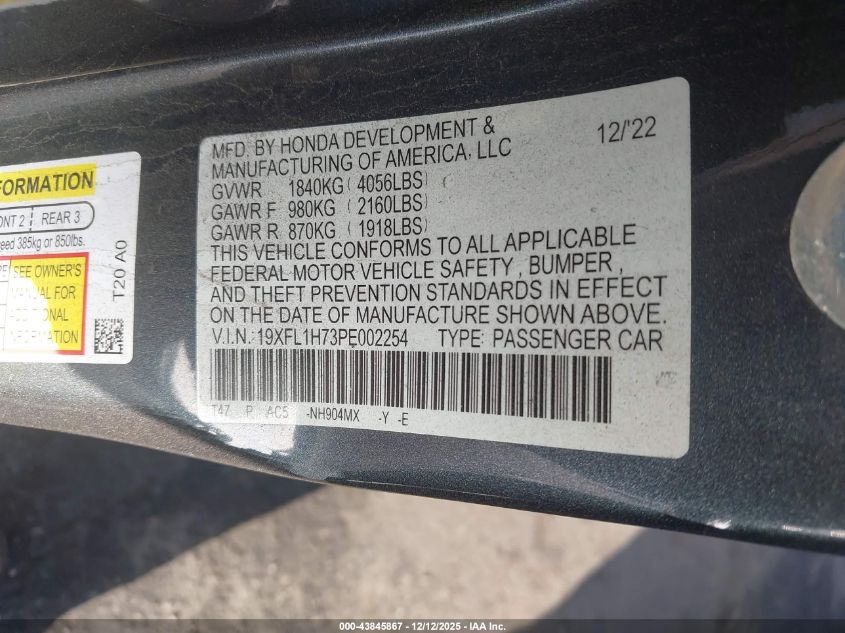 FORMATION
ONT 2 REAR 3
eed 385kg or 850lbs.
SEE OWNER'S
MANUAL FOR
ADDITIONAL
INFORMATION
T20 A0
MFD. BY HONDA DEVELOPMENT &
MANUFACTURING OF AMERICA, LLC
12/'22
GVWR 1840KG ( 4056LBS)
GAWR F 980KG ( 2160LBS)
GAWR R 870KG ( 1918LBS)
THIS VEHICLE CONFORMS TO ALL APPLICABLE
FEDERAL MOTOR VEHICLE SAFETY , BUMPER ,
AND THEFT PREVENTION STANDARDS IN EFFECT
ON THE DATE OF MANUFACTURE SHOWN ABOVE.
V.I.N.: 19XFL1H73PE002254 TYPE: PASSENGER CAR
T47 P AC5 -NH904MX -Y -E
000-43845867 - 12/12/2025 - IAA Inc.